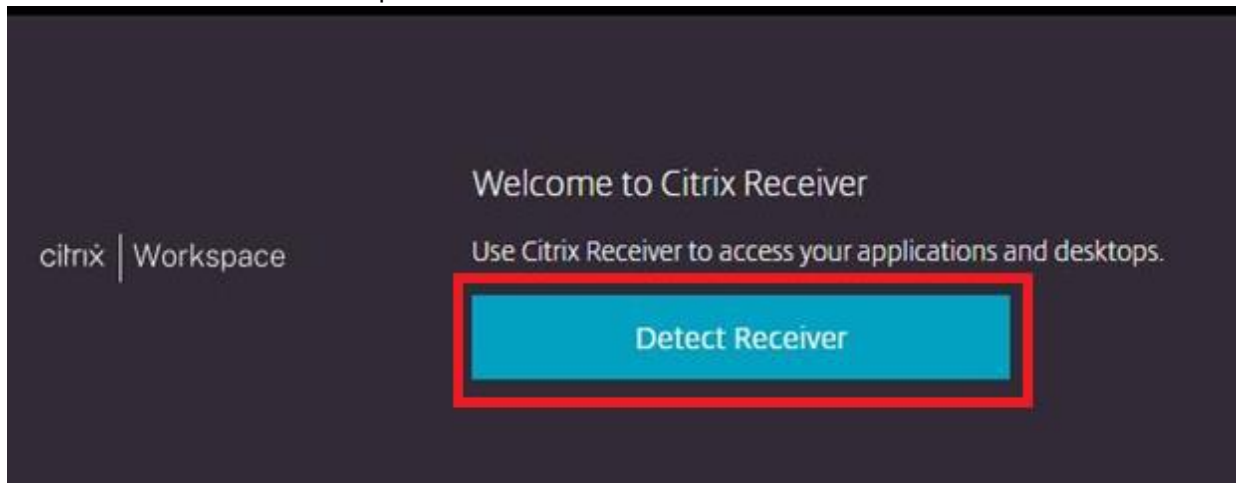 Welcome to Citrix Receiver
citrix | Workspace
Use Citrix Receiver to access your applications and desktops.
Detect Receiver